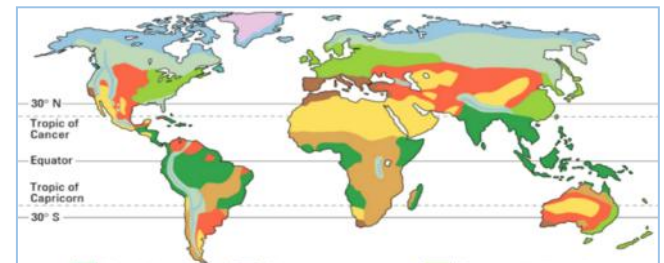 30° N
Tropic of
Cancer
Equator
Tropic of
Capricorn
30° S